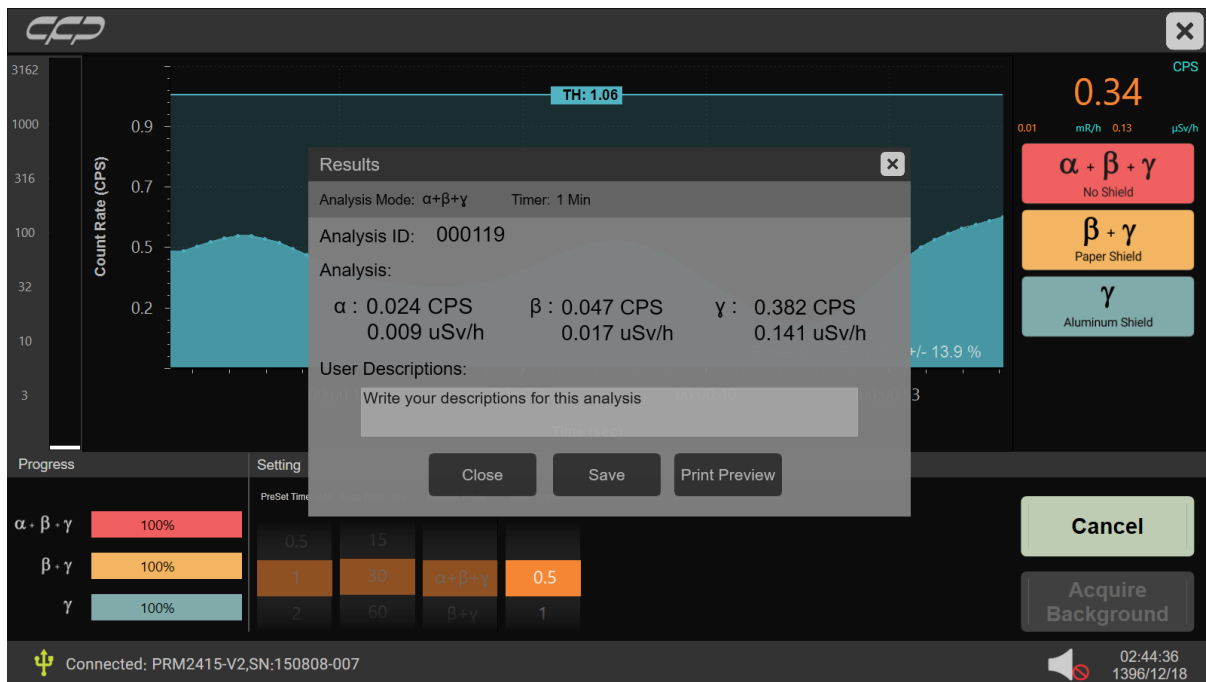 CCP
CPS
3162
1000
316
100
32
10
3
Count Rate (CPS)
0.9
0.7
0.5
0.2
TH: 1.06
+/- 13.9 %
3
Time (sec)
0.34
0.01 mR/h 0.13 µSv/h
α + β + γ
No Shield
β + γ
Paper Shield
γ
Aluminum Shield
Results
Analysis Mode: α+β+ɣ Timer: 1 Min
Analysis ID: 000119
Analysis:
α : 0.024 CPS β : 0.047 CPS ɣ : 0.382 CPS
0.009 uSv/h 0.017 uSv/h 0.141 uSv/h
User Descriptions:
Write your descriptions for this analysis
Close Save Print Preview
Progress
α + β + γ 100%
β + γ 100%
γ 100%
Setting
PreSet Time
0.5 15
1 30 α+β+γ 0.5
2 60 β+γ 1
Cancel
Acquire
Background
Connected: PRM2415-V2,SN:150808-007
02:44:36
1396/12/18